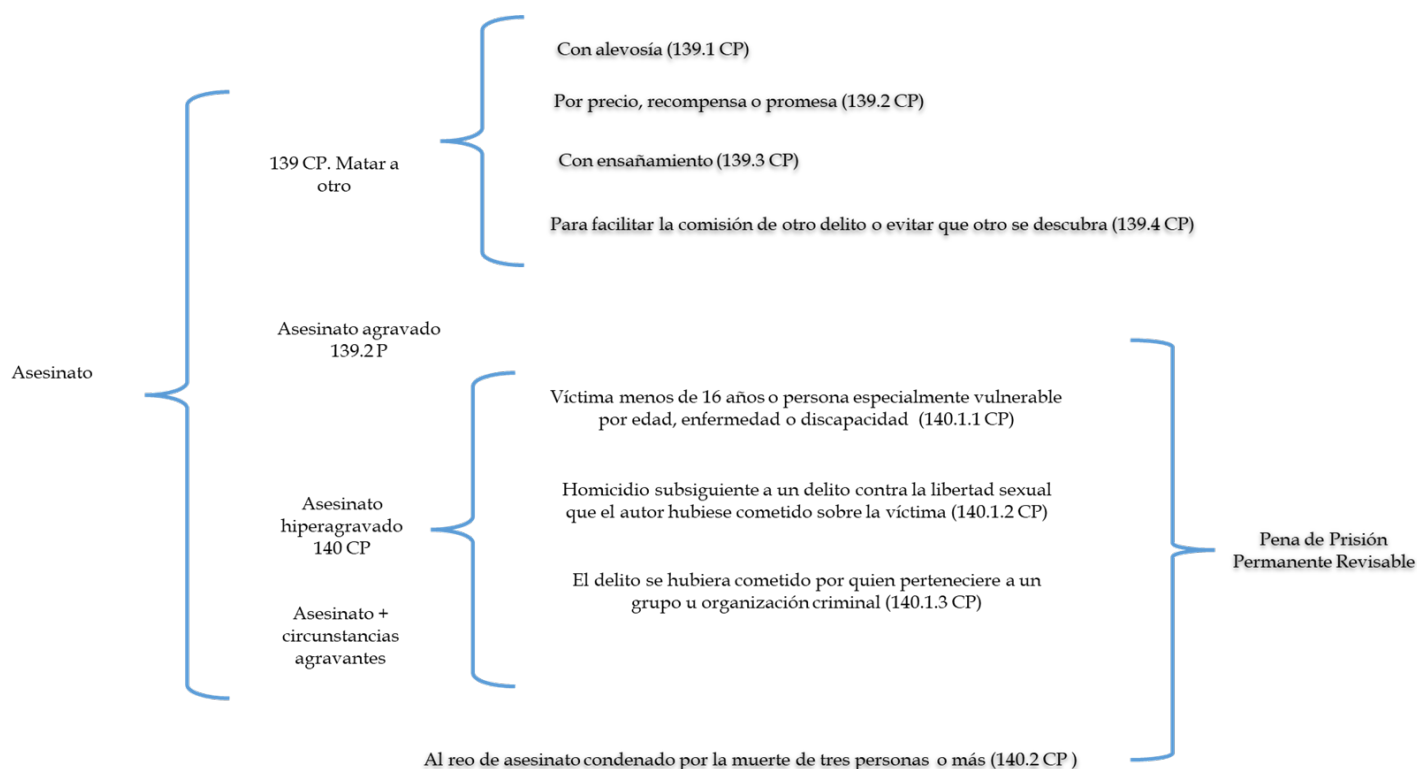 Con alevosía (139.1 CP)
Por precio, recompensa o promesa (139.2 CP)
139 CP. Matar a
otro
Con ensañamiento (139.3 CP)
Para facilitar la comisión de otro delito o evitar que otro se descubra (139.4 CP)
Asesinato agravado
139.2 P
Asesinato
Víctima menos de 16 años o persona especialmente vulnerable
por edad, enfermedad o discapacidad (140.1.1 CP)
Asesinato
hiperagravado
140 CP
Homicidio subsiguiente a un delito contra la libertad sexual
que el autor hubiese cometido sobre la víctima (140.1.2 CP)
Pena de Prisión
Permanente Revisable
El delito se hubiera cometido por quien perteneciere a un
grupo u organización criminal (140.1.3 CP)
Asesinato +
circunstancias
agravantes
Al reo de asesinato condenado por la muerte de tres personas o más (140.2 CP )